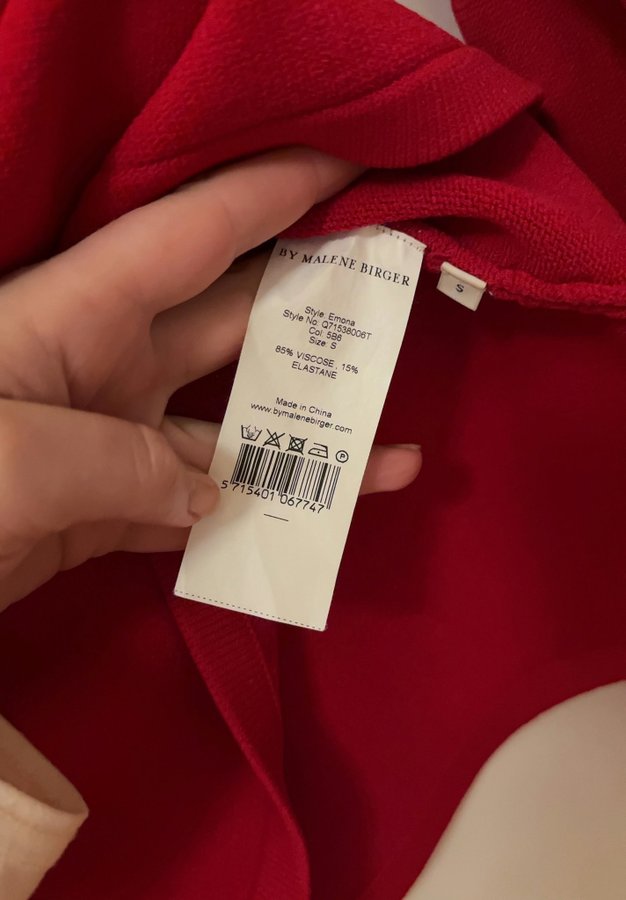 BY MALENE BIRGER
S
Style: Emona
Style No: Q71538006T
Col: 5B6
Size: S
85% VISCOSE, 15%
ELASTANE
Made in China
www.bymalenebirger.com
P
5 715401 067747